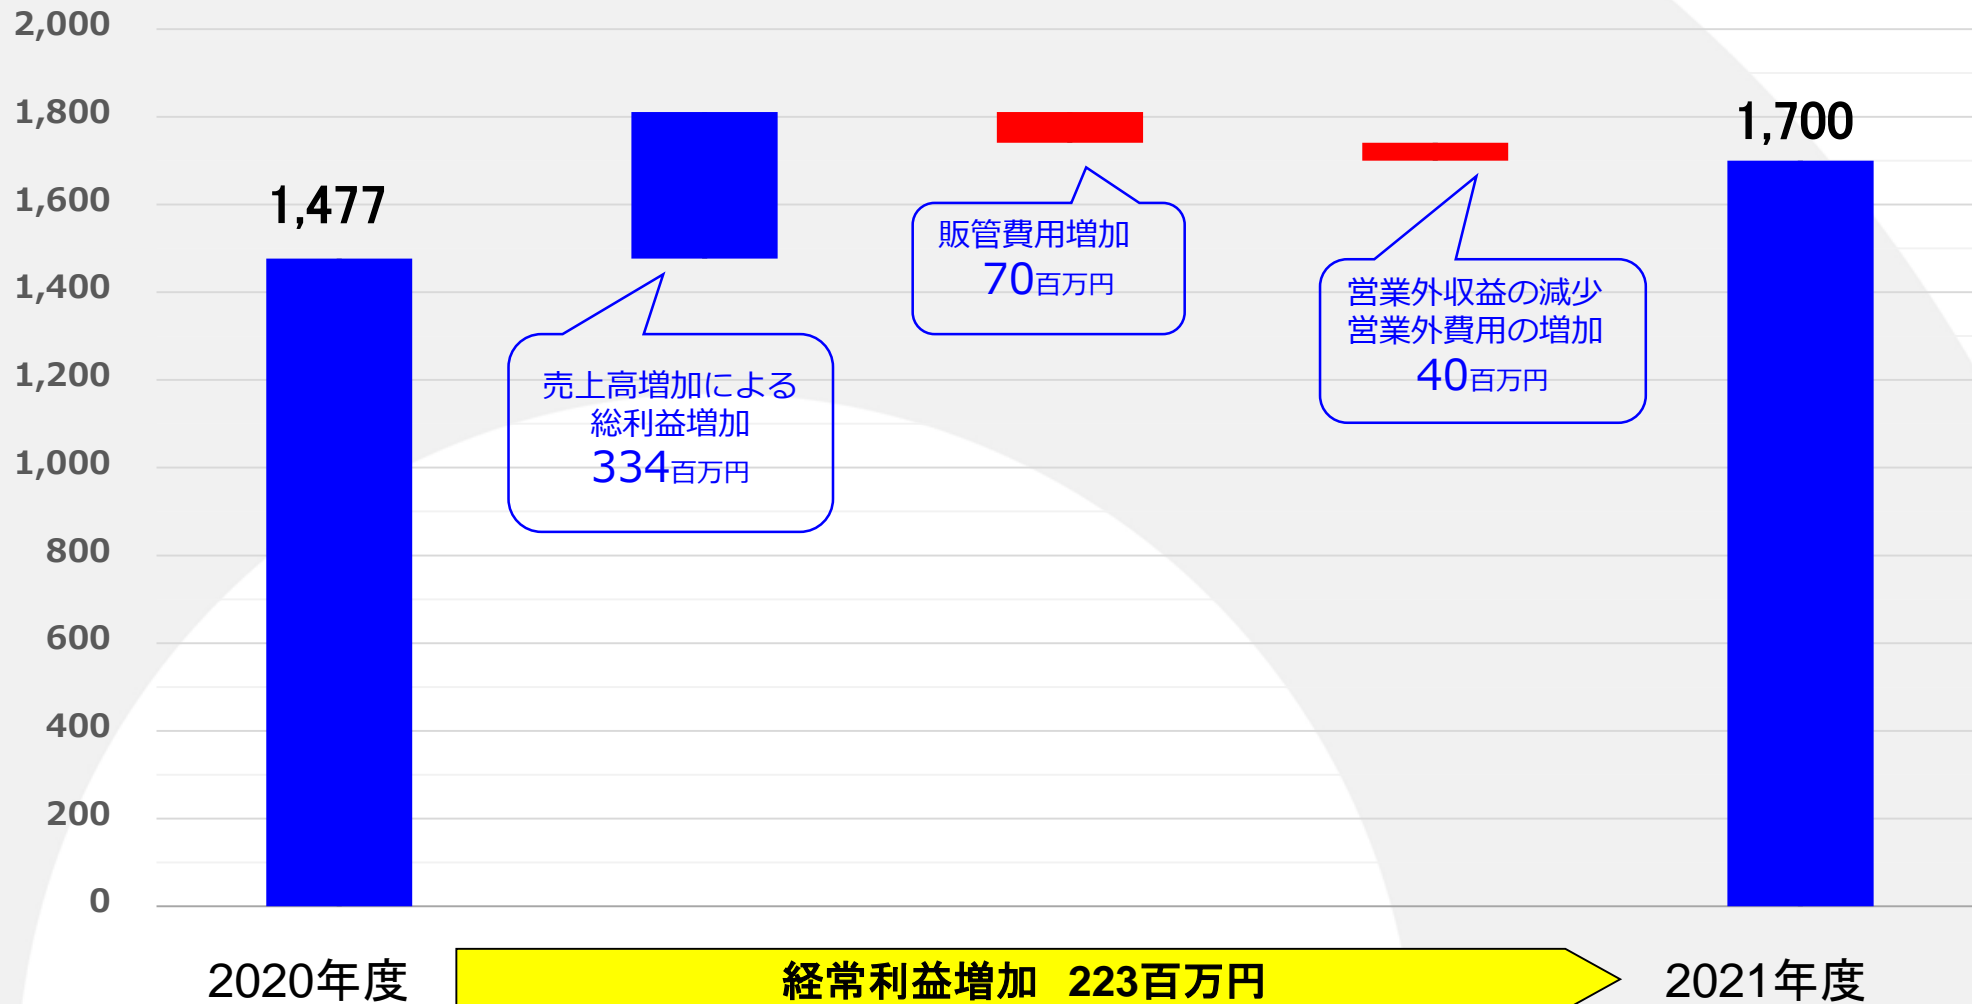 2,000
1,800
1,600
1,400
1,200
1,000
800
600
400
200
0
1,477
売上高増加による
総利益増加
334百万円
販管費用増加
70百万円
営業外収益の減少
営業外費用の増加
40百万円
1,700
2020年度
経常利益増加 223百万円
2021年度